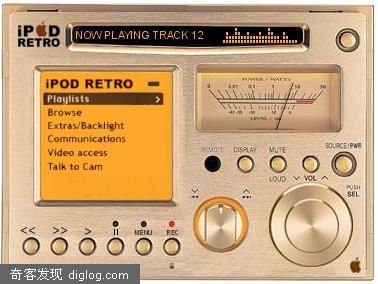 iPOD
RETRO
NOW PLAYING TRACK 12
iPOD RETRO
Playlists
Browse
Extras/Backlight
Communications
Video access
Talk to Cam
POWER / WATTS
LEVEL / dB
REMOTE
DISPLAY
MUTE
SOURCE/PWR
LOUD
VOL
PUSH
SEL
<< >> > II MENU REC
奇客发现 diglog.com